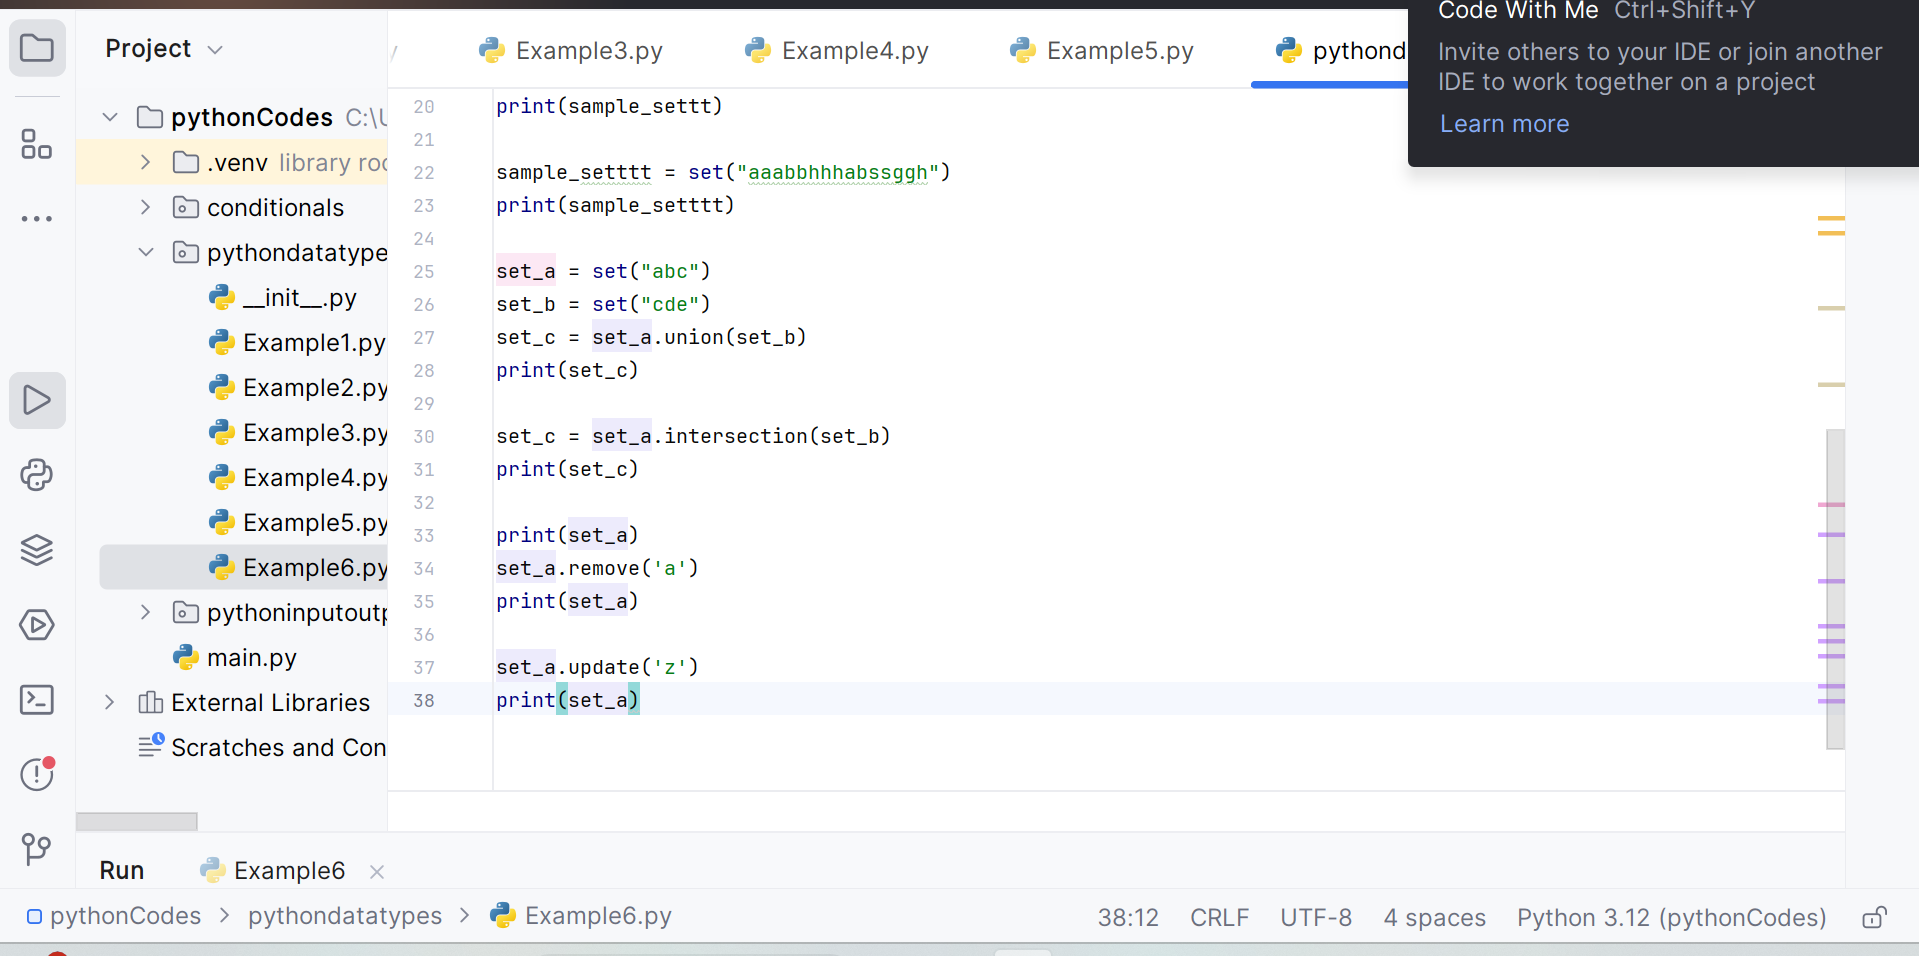 Code With Me Ctrl+Shift+Y
Invite others to your IDE or join another
IDE to work together on a project
Learn more
Project
Example3.py
Example4.py
Example5.py
pythond
pythonCodes C:\U
.venv library roo
conditionals
pythondatatype
__init__.py
Example1.py
Example2.py
Example3.py
Example4.py
Example5.py
Example6.py
pythoninputoutp
main.py
External Libraries
Scratches and Con
20 print(sample_settt)
21
22 sample_setttt = set("aaabbhhhabssggh")
23 print(sample_setttt)
24
25 set_a = set("abc")
26 set_b = set("cde")
27 set_c = set_a.union(set_b)
28 print(set_c)
29
30 set_c = set_a.intersection(set_b)
31 print(set_c)
32
33 print(set_a)
34 set_a.remove('a')
35 print(set_a)
36
37 set_a.update('z')
38 print(set_a)
Run Example6
pythonCodes > pythondatatypes > Example6.py
38:12 CRLF UTF-8 4 spaces Python 3.12 (pythonCodes)